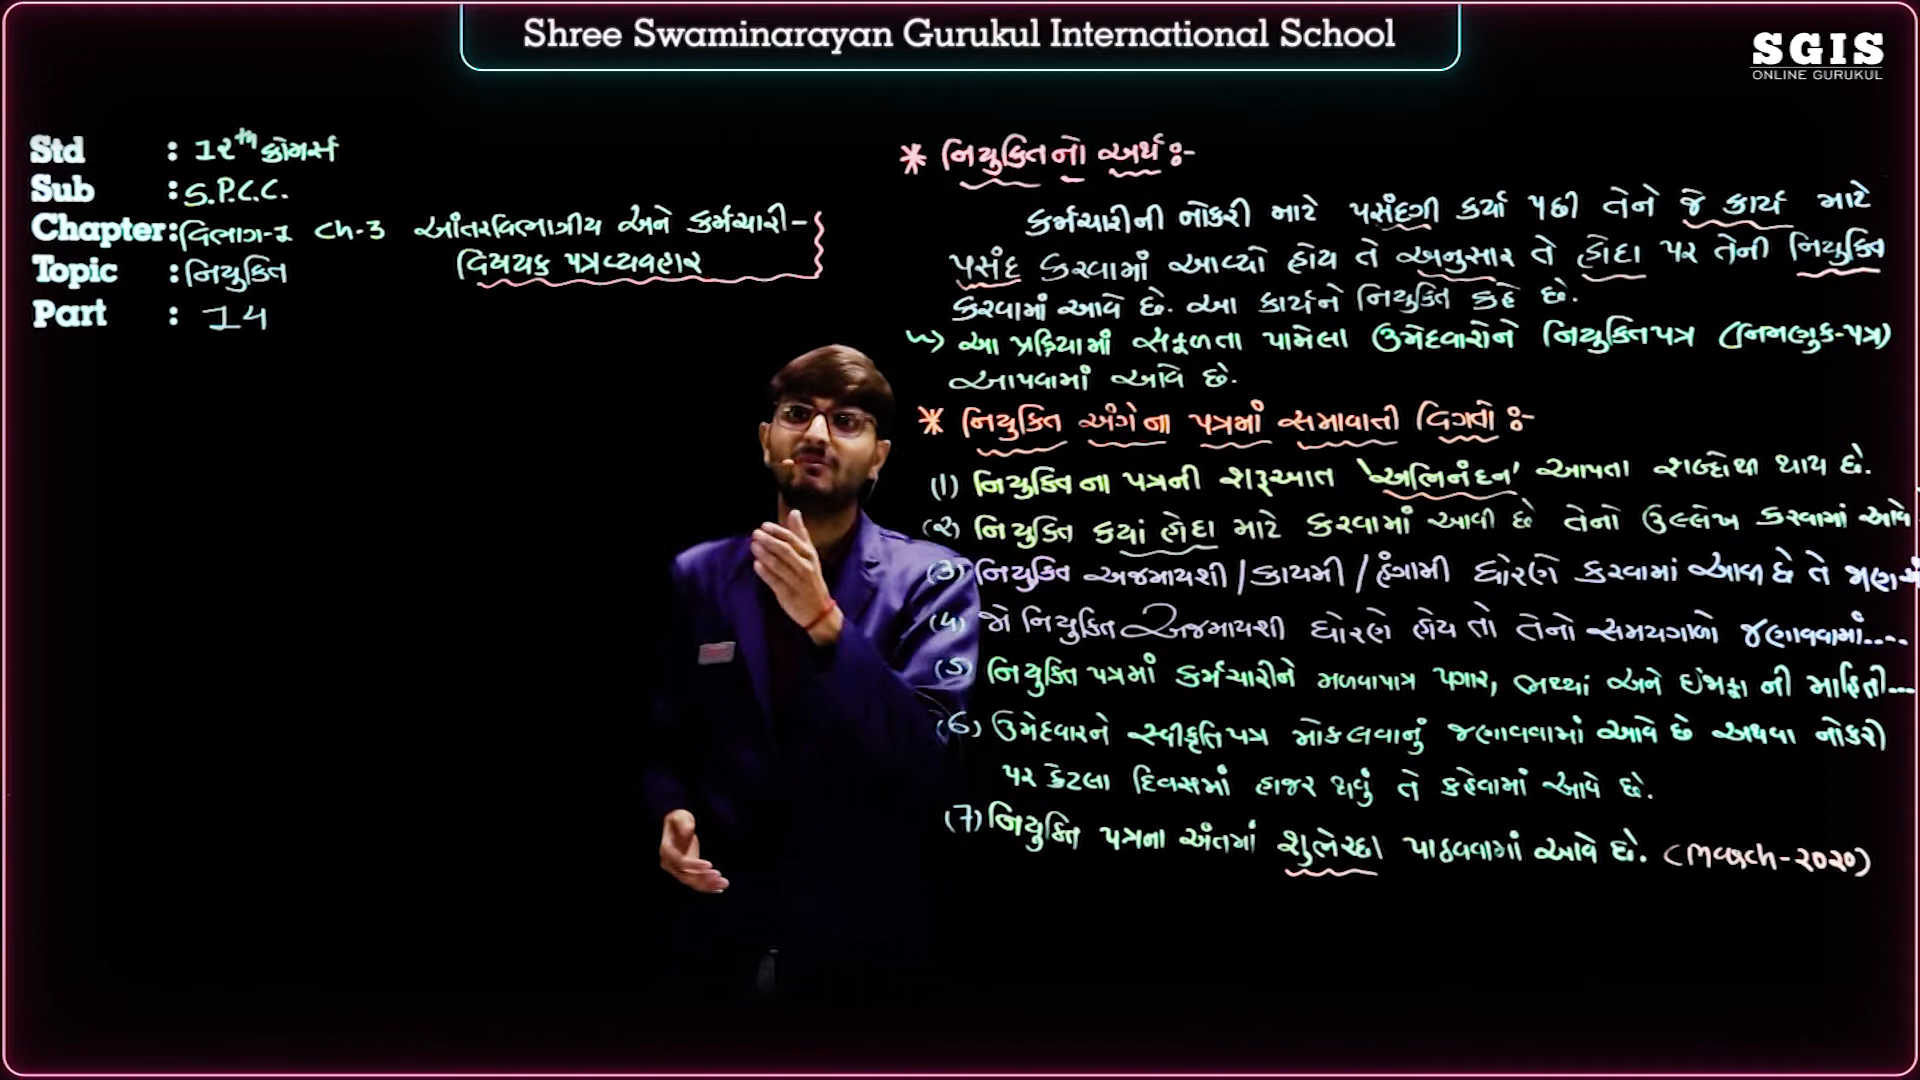 Shree Swaminarayan Gurukul International School
SGIS
ONLINE GURUKUL
Std : 12th કોમર્સ
Sub : S.P.C.C.
Chapter: વિભાગ-1 Ch-3 આંતરવિભાગીય અને કર્મચારી-
વિષયક પત્રવ્યવહાર
Topic : નિયુક્તિ
Part : 14
* નિયુક્તિનો અર્થ :-
કર્મચારીની નોકરી માટે પસંદગી કર્યા પછી તેને જે કાર્ય માટે
પસંદ કરવામાં આવ્યો હોય તે અનુસાર તે હોદા પર તેની નિયુક્તિ
કરવામાં આવે છે. આ કાર્યને નિયુક્તિ કહે છે.
આ પ્રક્રિયામાં સફળતા પામેલા ઉમેદવારોને નિયુક્તિપત્ર (નિમણુક-પત્ર)
આપવામાં આવે છે.
* નિયુક્તિ અંગેના પત્રમાં સમાવાતી વિગતો :-
(1) નિયુક્તિના પત્રની શરૂઆત 'અભિનંદન' આપતા શબ્દોથી થાય છે.
(૨) નિયુક્તિ કયાં હોદા માટે કરવામાં આવી છે તેનો ઉલ્લેખ કરવામાં આવે
(૩) નિયુક્તિ અજમાયશી / કાયમી / હંગામી ધોરણે કરવામાં છે તે
(4) જો નિયુક્તિ અજમાયશી ધોરણે હોય તો તેનો સમયગાળો જણાવવામાં....
(5) નિયુક્તિ પત્રમાં કર્મચારીને મળવાપાત્ર પગાર, ભથ્થાં અને ઇજાફા ની માહિતી...
(6) ઉમેદવારને સ્વીકૃતિપત્ર મોકલવાનું જણાવવામાં આવે છે અથવા નોકરી
પર કેટલા દિવસમાં હાજર થવું તે કહેવામાં આવે છે.
(7) નિયુક્તિ પત્રના અંતમાં શુભેચ્છા પાઠવવામાં આવે છે. (March-૨૦૨૦)